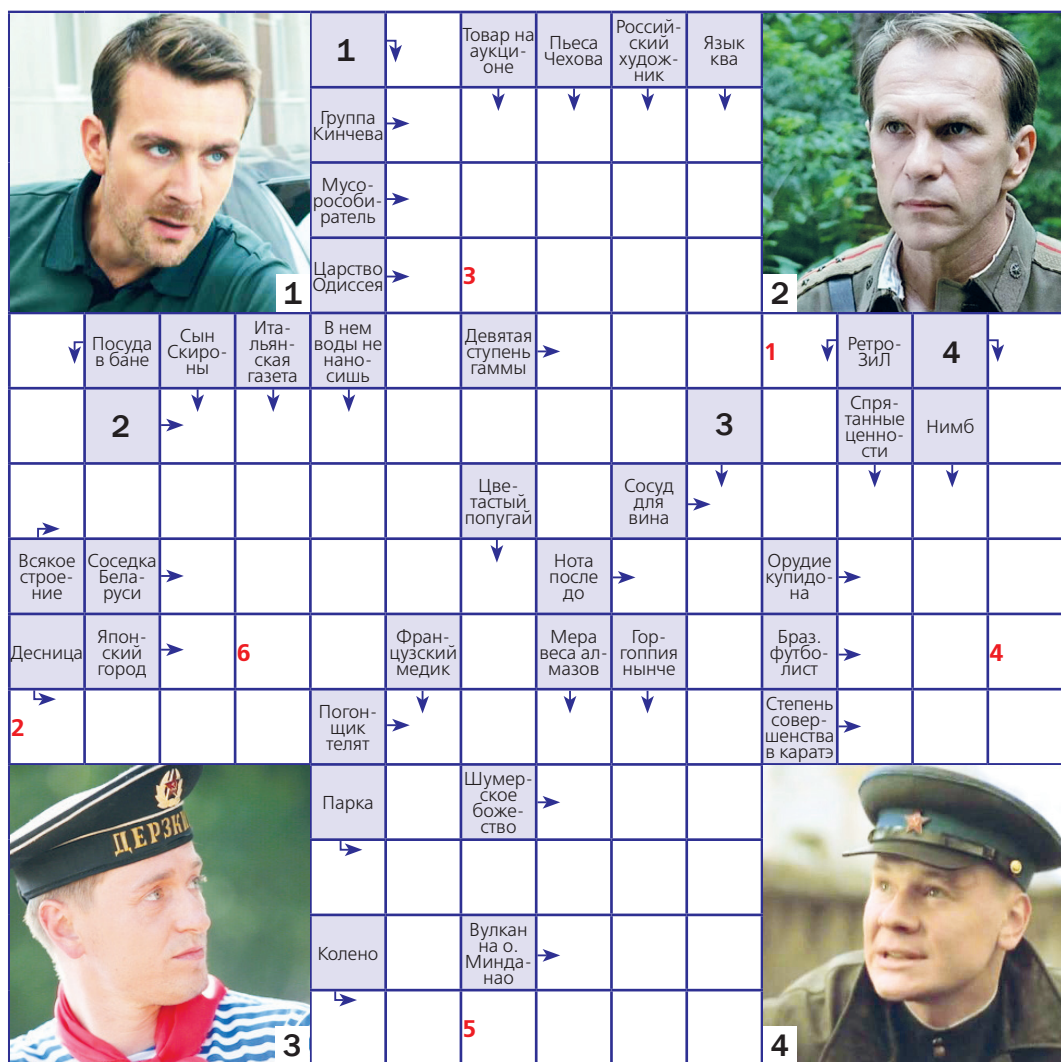 1
Товар на
аукци-
оне
Пьеса
Чехова
Россий-
ский
худож-
ник
Язык
ква
Группа
Кинчева
Мусо-
рособи-
ратель
Царство
Одиссея
3
1
2
Посуда
в бане
Сын
Скиро-
ны
Ита-
льян-
ская
газета
В нем
воды не
нано-
сишь
Девятая
ступень
гаммы
1
Ретро-
ЗиЛ
4
2
3
Спря-
танные
ценно-
сти
Нимб
Цве-
тастый
попугай
Сосуд
для
вина
Всякое
строе-
ние
Соседка
Бела-
руси
Нота
после
до
Орудие
купидо-
на
Десница
Япон-
ский
город
6
Фран-
цузский
медик
Мера
веса ал-
мазов
Гор-
гоппия
нынче
Браз.
футбо-
лист
4
2
Погон-
щик
телят
Степень
совер-
шенства
в каратэ
ДЕРЗК
Парка
Шумер-
ское
боже-
ство
Колено
Вулкан
на о.
Минда-
нао
3
5
4